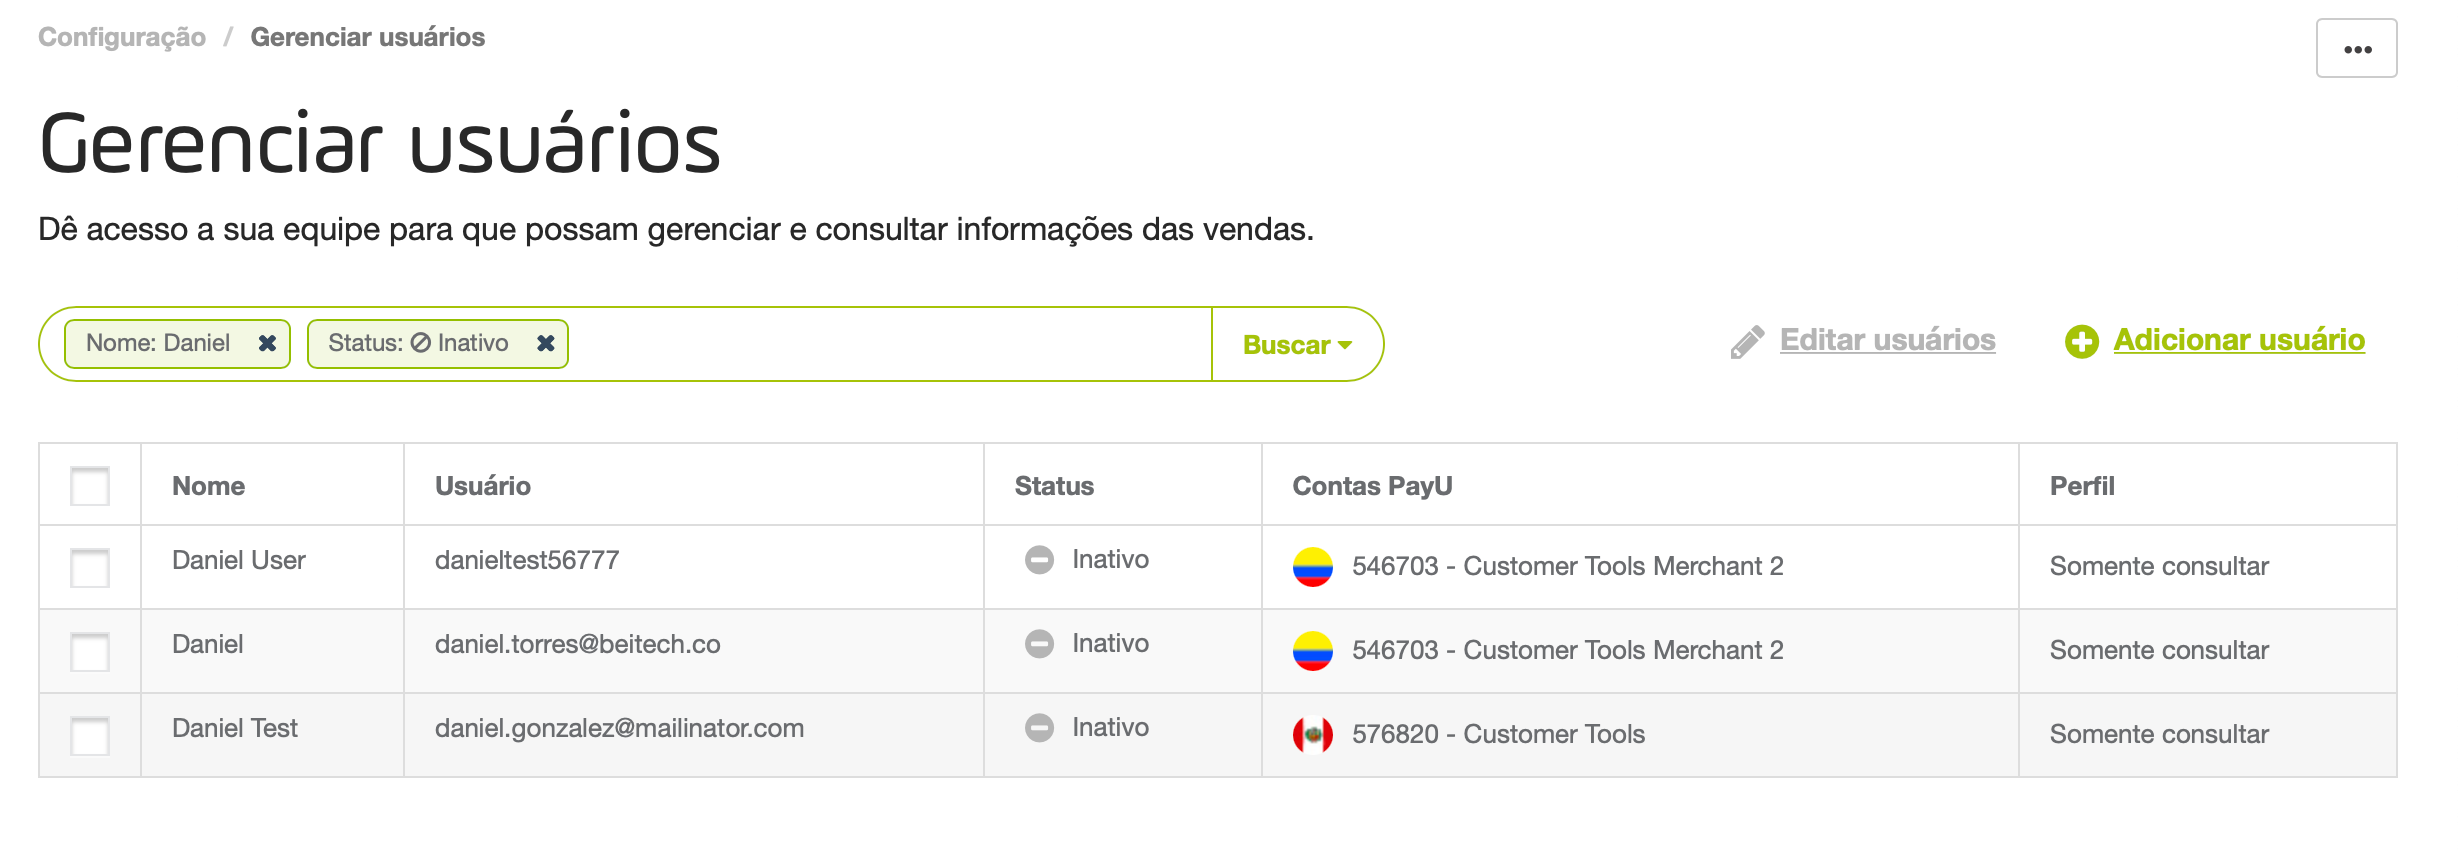 Configuração / Gerenciar usuários
Gerenciar usuários
Dê acesso a sua equipe para que possam gerenciar e consultar informações das vendas.
Nome: Daniel Status: Inativo Buscar Editar usuários Adicionar usuário
Nome Usuário Status Contas PayU Perfil
Daniel User danieltest56777 Inativo 546703 - Customer Tools Merchant 2 Somente consultar
Daniel daniel.torres@beitech.co Inativo 546703 - Customer Tools Merchant 2 Somente consultar
Daniel Test daniel.gonzalez@mailinator.com Inativo 576820 - Customer Tools Somente consultar